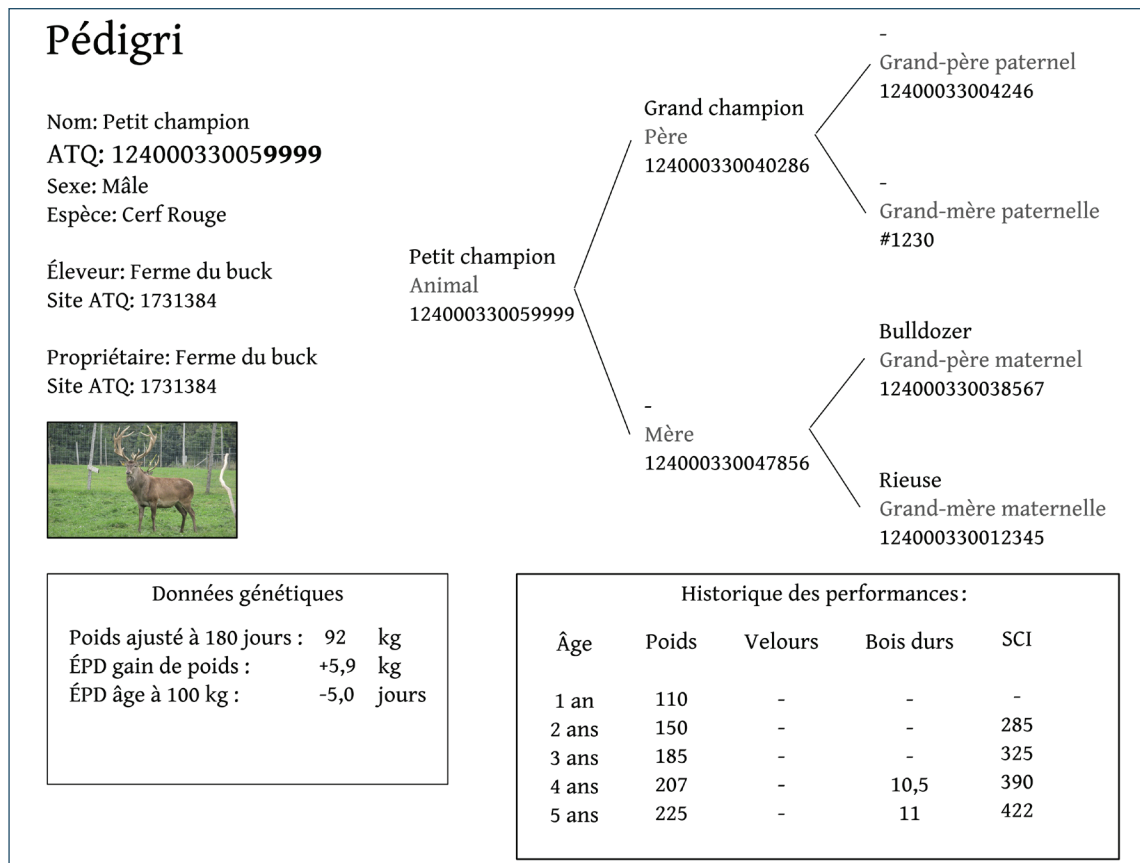 Pédigri
Nom: Petit champion
ATQ: 124000330059999
Sexe: Mâle
Espèce: Cerf Rouge
Éleveur: Ferme du buck
Site ATQ: 1731384
Propriétaire: Ferme du buck
Site ATQ: 1731384
Petit champion
Animal
124000330059999
Grand champion
Père
124000330040286
-
Mère
124000330047856
-
Grand-père paternel
12400033004246
-
Grand-mère paternelle
#1230
Bulldozer
Grand-père maternel
124000330038567
Rieuse
Grand-mère maternelle
124000330012345
Données génétiques
Poids ajusté à 180 jours : 92 kg
ÉPD gain de poids : +5,9 kg
ÉPD âge à 100 kg : -5,0 jours
Historique des performances:
Âge Poids Velours Bois durs SCI
1 an 110 - - -
2 ans 150 - - 285
3 ans 185 - - 325
4 ans 207 - 10,5 390
5 ans 225 - 11 422